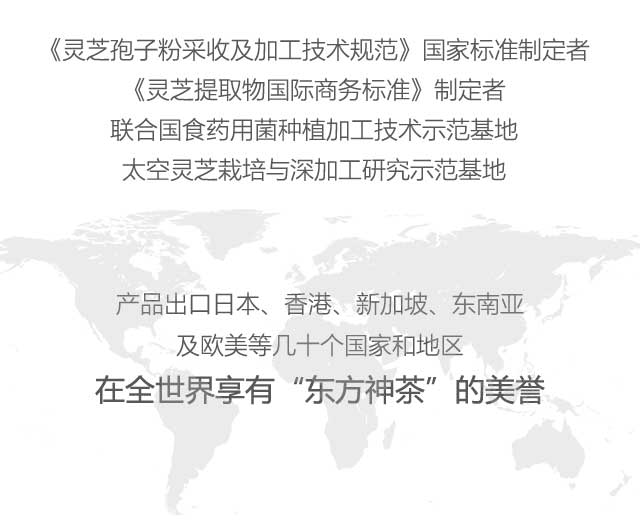 《灵芝孢子粉采收及加工技术规范》国家标准制定者
《灵芝提取物国际商务标准》制定者
联合国食药用菌种植加工技术示范基地
太空灵芝栽培与深加工研究示范基地
产品出口日本、香港、新加坡、东南亚
及欧美等几十个国家和地区
在全世界享有“东方神茶”的美誉